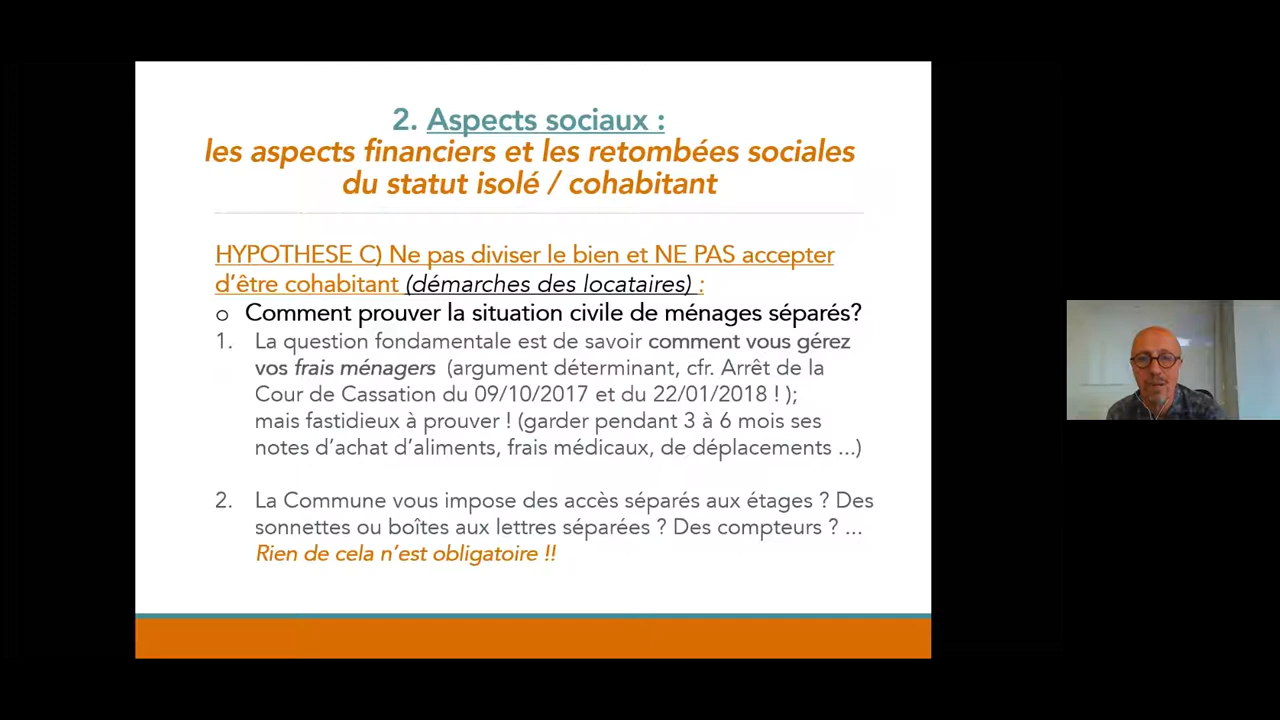 2. Aspects sociaux :
les aspects financiers et les retombées sociales
du statut isolé / cohabitant
HYPOTHESE C) Ne pas diviser le bien et NE PAS accepter
d'être cohabitant (démarches des locataires) :
o Comment prouver la situation civile de ménages séparés?
1. La question fondamentale est de savoir comment vous gérez
vos frais ménagers (argument déterminant, cfr. Arrêt de la
Cour de Cassation du 09/10/2017 et du 22/01/2018 ! );
mais fastidieux à prouver ! (garder pendant 3 à 6 mois ses
notes d'achat d'aliments, frais médicaux, de déplacements ...)
2. La Commune vous impose des accès séparés aux étages ? Des
sonnettes ou boîtes aux lettres séparées ? Des compteurs ? ...
Rien de cela n'est obligatoire !!